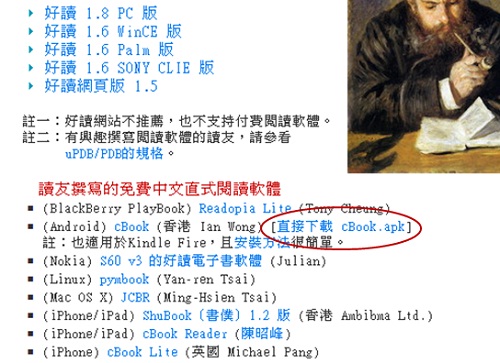 好讀 1.8 PC 版
好讀 1.6 WinCE 版
好讀 1.6 Palm 版
好讀 1.6 SONY CLIE 版
好讀網頁版 1.5
註一：好讀網站不推薦，也不支持付費閱讀軟體。
註二：有興趣撰寫閱讀軟體的讀友，請參看
uPDB/PDB的規格。
讀友撰寫的免費中文直式閱讀軟體
(BlackBerry PlayBook) Readopia Lite (Tony Cheung)
(Android) cBook (香港 Ian Wong) [直接下載 cBook.apk]
註：也適用於Kindle Fire，且安裝方法很簡單。
(Nokia) S60 v3 的好讀電子書軟體 (Julian)
(Linux) pymbook (Yan-ren Tsai)
(Mac OS X) JCBR (Ming-Hsien Tsai)
(iPhone/iPad) ShuBook〔書僕〕1.2 版 (香港 Ambibma Ltd.)
(iPhone/iPad) cBook Reader (陳昭峰)
(iPhone) cBook Lite (英國 Michael Pang)